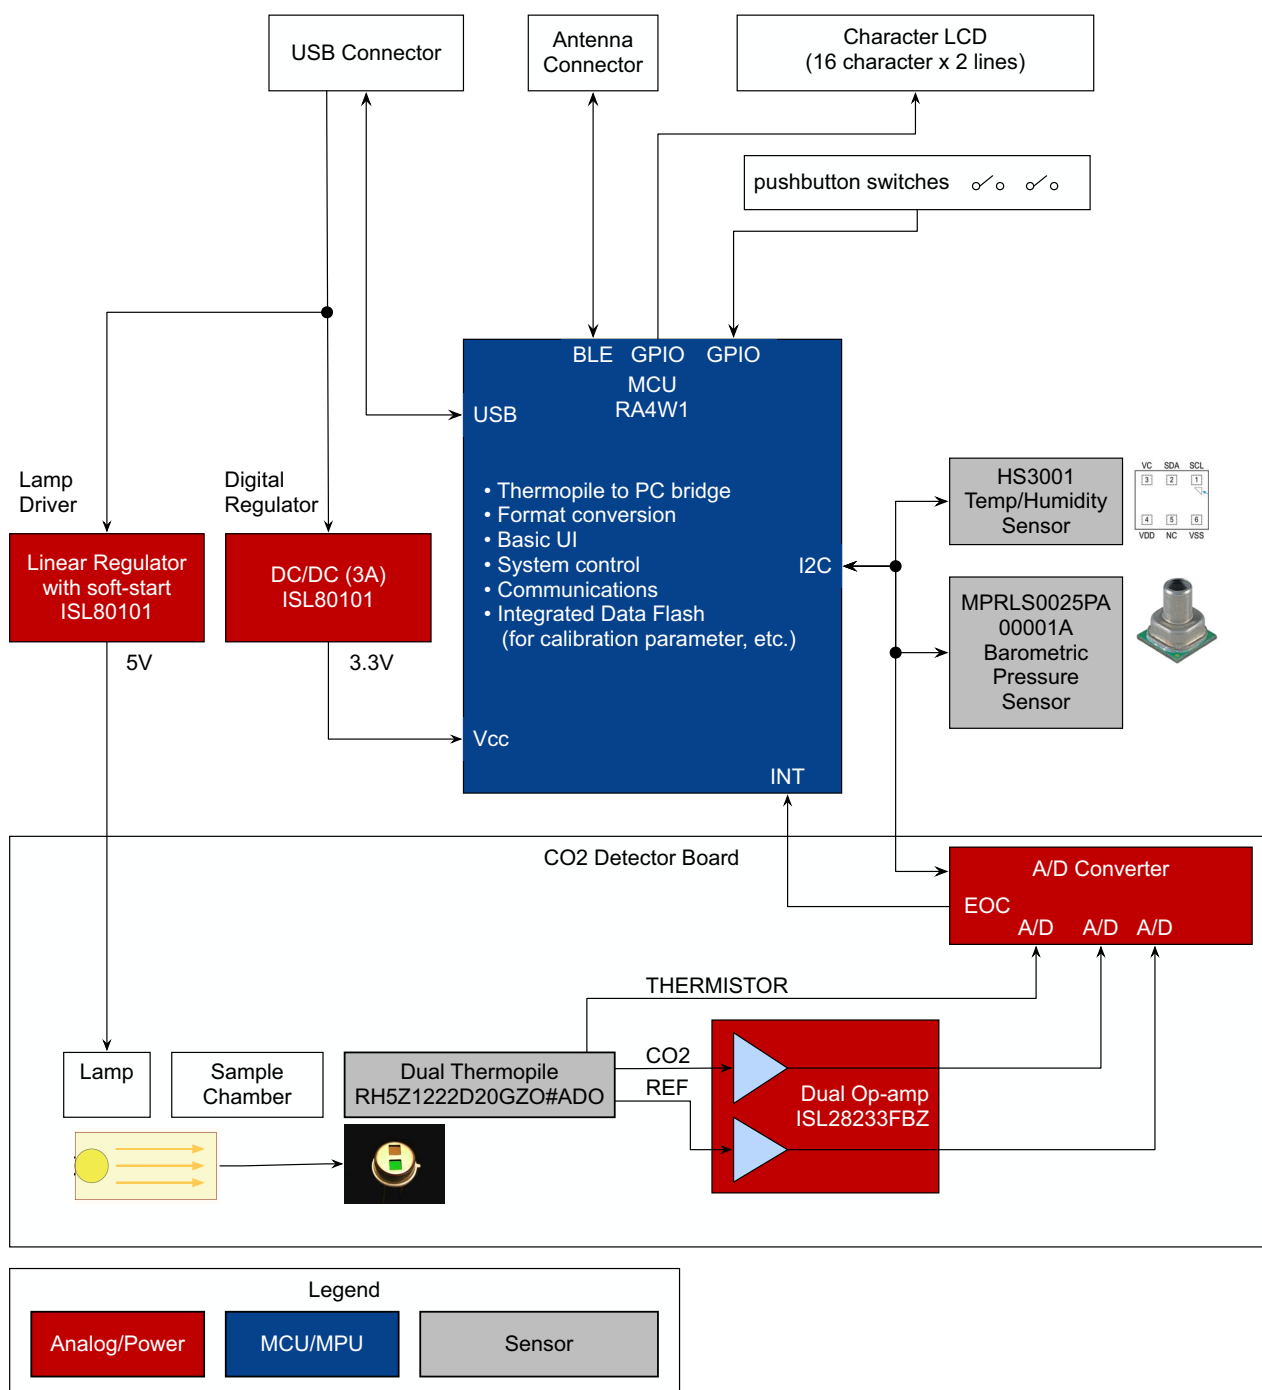 USB Connector
Antenna
Connector
Character LCD
(16 character x 2 lines)
pushbutton switches
BLE GPIO GPIO
MCU
RA4W1
USB
• Thermopile to PC bridge
• Format conversion
• Basic UI
• System control
• Communications
• Integrated Data Flash
(for calibration parameter, etc.)
I2C
Vcc
INT
Lamp
Driver
Digital
Regulator
Linear Regulator
with soft-start
ISL80101
DC/DC (3A)
ISL80101
5V
3.3V
HS3001
Temp/Humidity
Sensor
VC SDA SCL
3 2 1
4 5 6
VDD NC VSS
MPRLS0025PA
00001A
Barometric
Pressure
Sensor
CO2 Detector Board
A/D Converter
EOC
A/D A/D A/D
THERMISTOR
CO2
REF
Lamp
Sample
Chamber
Dual Thermopile
RH5Z1222D20GZO#ADO
Dual Op-amp
ISL28233FBZ
Legend
Analog/Power
MCU/MPU
Sensor